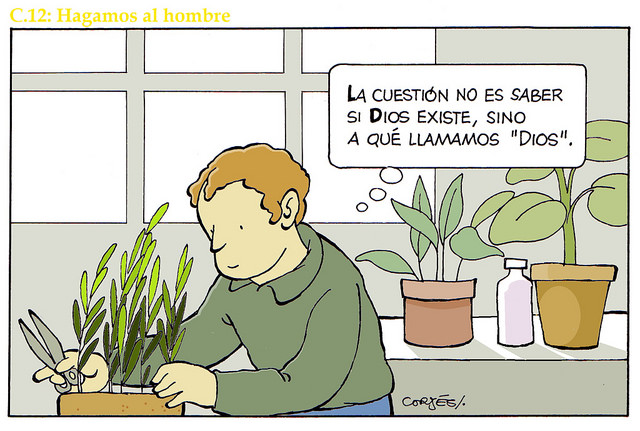 C.12: Hagamos al hombre
LA CUESTIÓN NO ES SABER
SI DIOS EXISTE, SINO
A QUÉ LLAMAMOS "DIOS".
CORTÉS/.